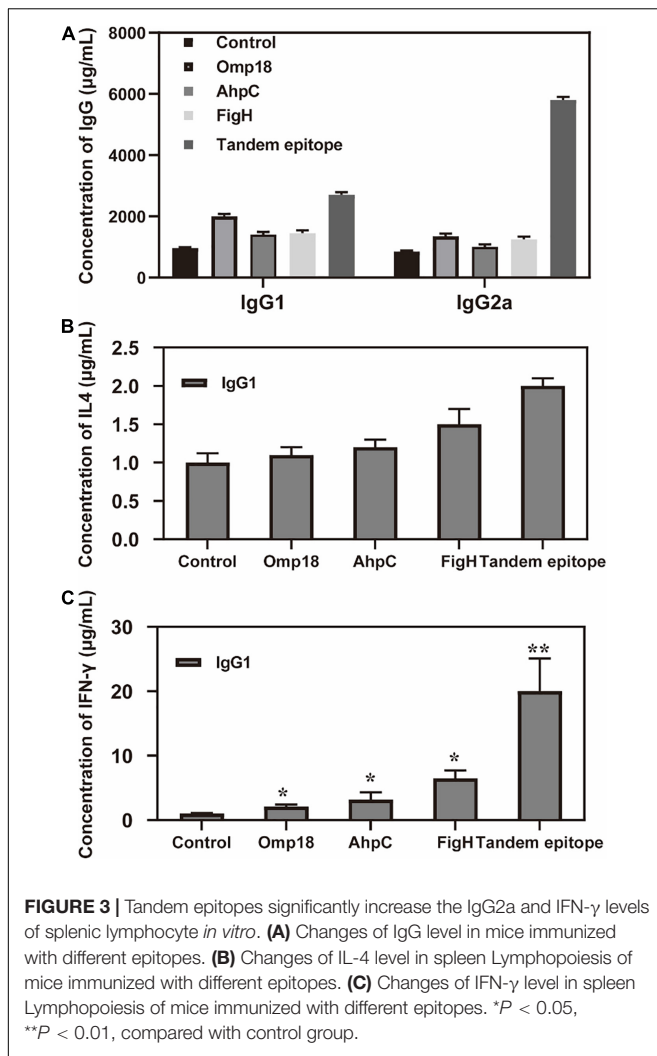 A
Concentration of IgG (µg/mL)
8000
6000
4000
2000
0
Control
Omp18
AhpC
FigH
Tandem epitope
IgG1 IgG2a
B
Concentration of IL4 (µg/mL)
2.5
2.0
1.5
1.0
0.5
0.0
IgG1
Control Omp18 AhpC FigH Tandem epitope
C
Concentration of IFN-γ (µg/mL)
30
20
10
0
IgG1
* * * **
Control Omp18 AhpC FigH Tandem epitope
FIGURE 3 | Tandem epitopes significantly increase the IgG2a and IFN-γ levels
of splenic lymphocyte in vitro. (A) Changes of IgG level in mice immunized
with different epitopes. (B) Changes of IL-4 level in spleen Lymphopoiesis of
mice immunized with different epitopes. (C) Changes of IFN-γ level in spleen
Lymphopoiesis of mice immunized with different epitopes. *P < 0.05,
**P < 0.01, compared with control group.